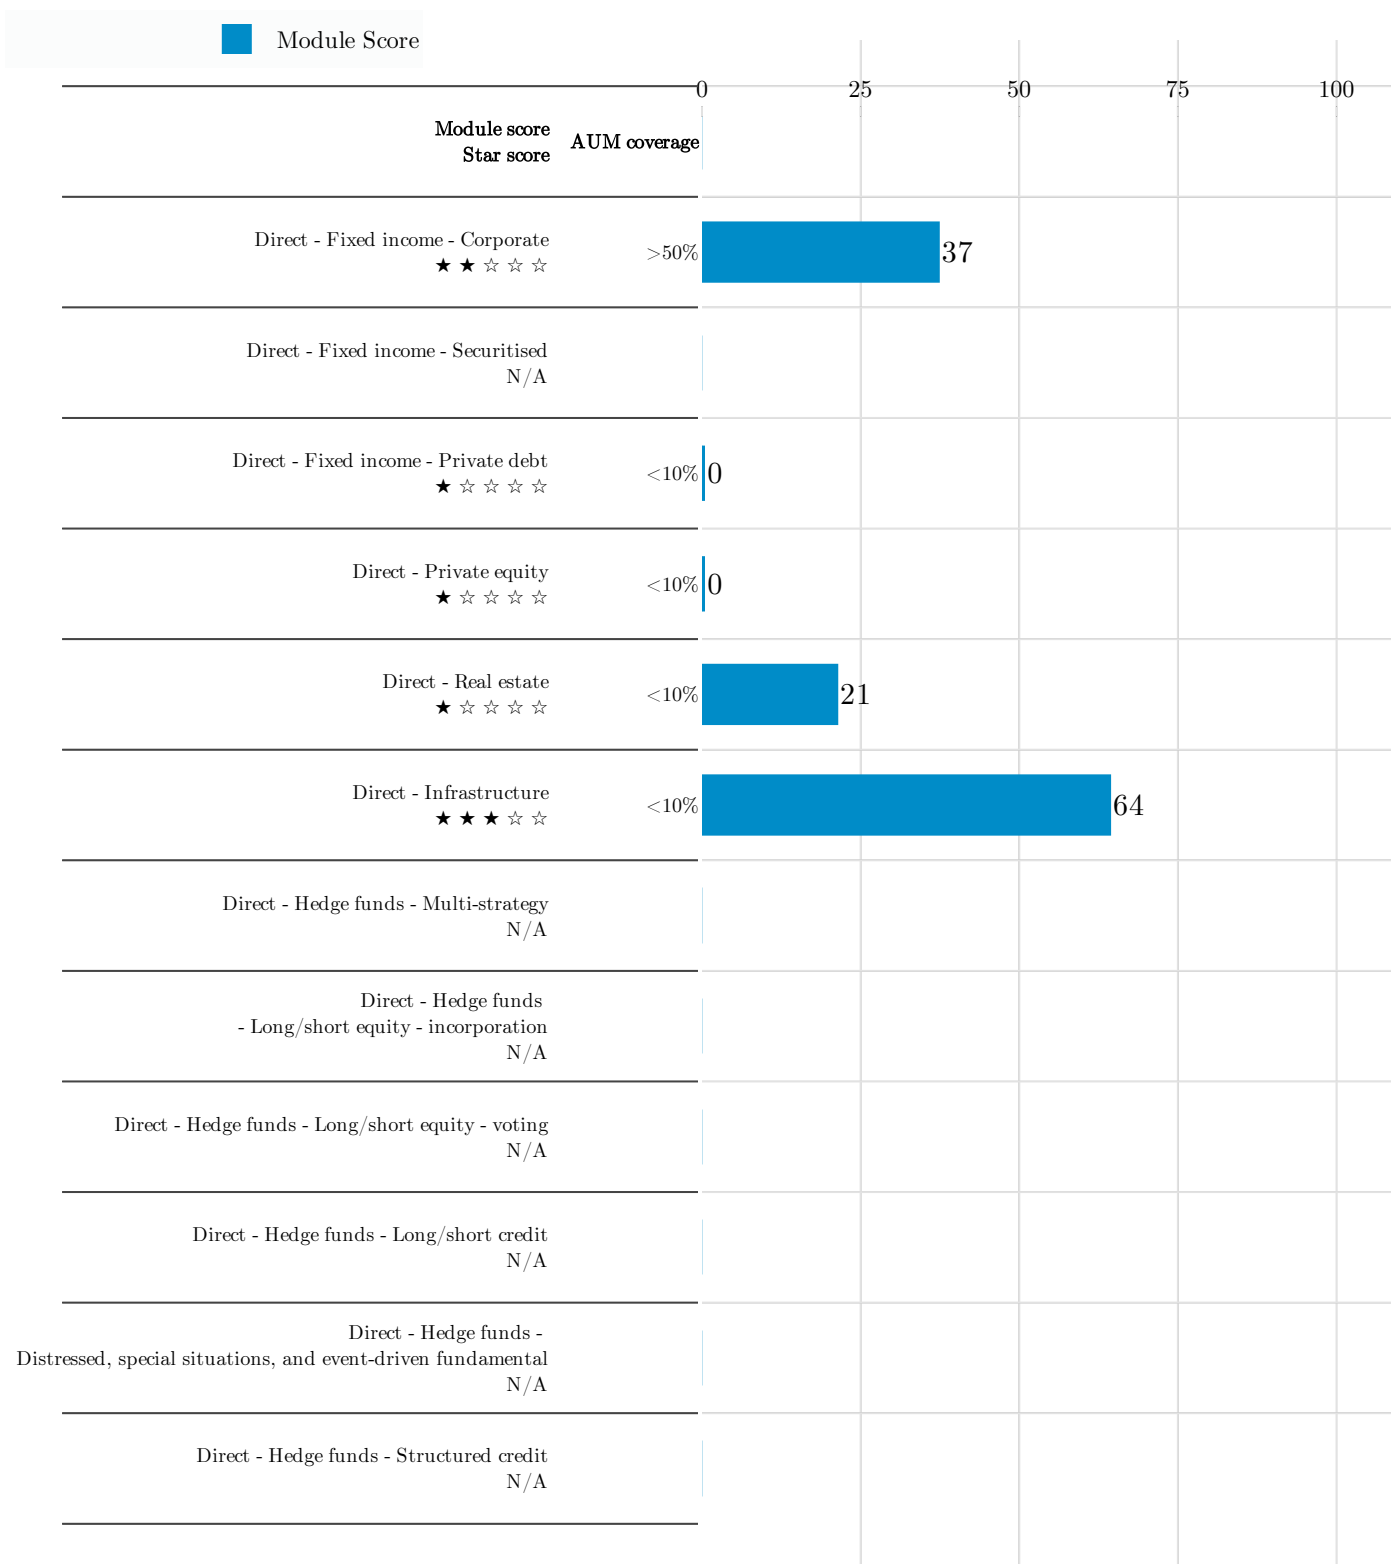 Module Score
0 25 50 75 100
Module score
Star score
AUM coverage
Direct - Fixed income - Corporate
★ ★ ☆ ☆ ☆
>50%
37
Direct - Fixed income - Securitised
N/A
Direct - Fixed income - Private debt
★ ☆ ☆ ☆ ☆
<10%
0
Direct - Private equity
★ ☆ ☆ ☆ ☆
<10%
0
Direct - Real estate
★ ☆ ☆ ☆ ☆
<10%
21
Direct - Infrastructure
★ ★ ★ ☆ ☆
<10%
64
Direct - Hedge funds - Multi-strategy
N/A
Direct - Hedge funds
- Long/short equity - incorporation
N/A
Direct - Hedge funds - Long/short equity - voting
N/A
Direct - Hedge funds - Long/short credit
N/A
Direct - Hedge funds -
Distressed, special situations, and event-driven fundamental
N/A
Direct - Hedge funds - Structured credit
N/A